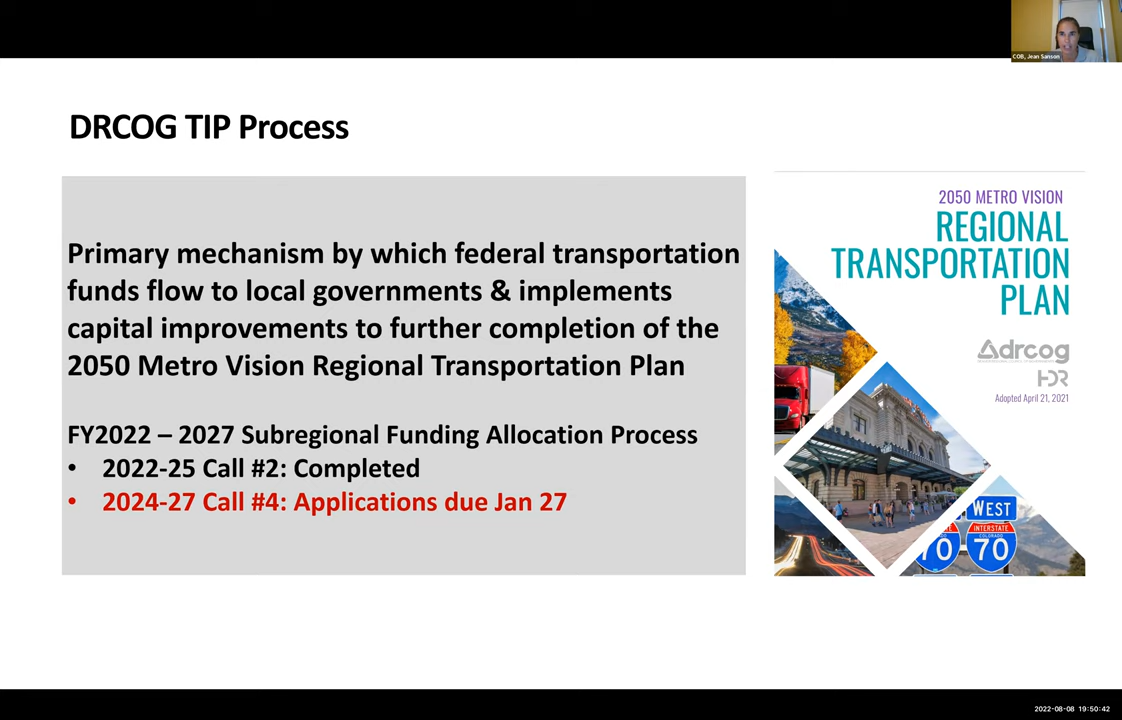 COB, Jean Sanson
DRCOG TIP Process
Primary mechanism by which federal transportation
funds flow to local governments & implements
capital improvements to further completion of the
2050 Metro Vision Regional Transportation Plan
FY2022 – 2027 Subregional Funding Allocation Process
• 2022-25 Call #2: Completed
• 2024-27 Call #4: Applications due Jan 27
2050 METRO VISION
REGIONAL
TRANSPORTATION
PLAN
drcog
HDR
Adopted April 21, 2021
WEST
INTERSTATE
COLORADO
70
70
2022-08-08 19:50:42